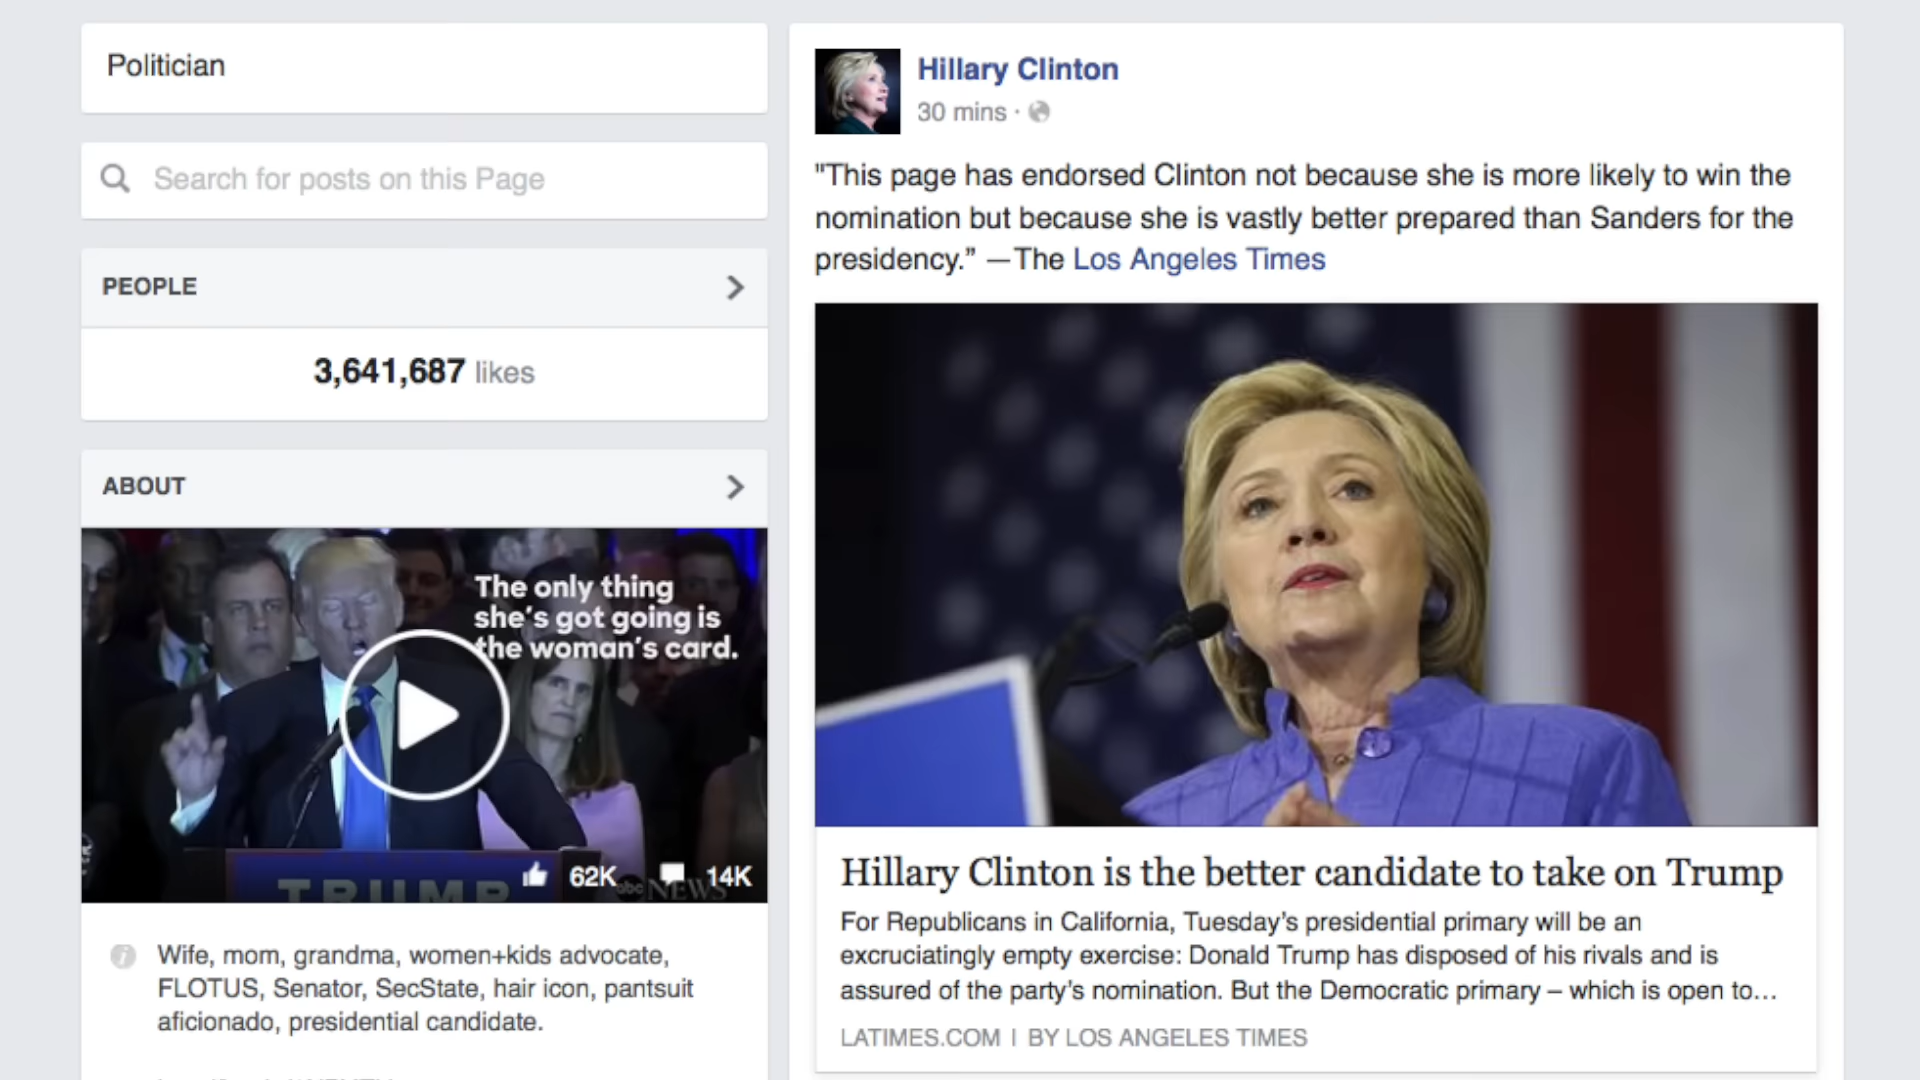 Politician
Search for posts on this Page
PEOPLE
3,641,687 likes
ABOUT
The only thing
she's got going is
the woman's card.
62K 14K
abc NEWS
TRUMP
Wife, mom, grandma, women+kids advocate,
FLOTUS, Senator, SecState, hair icon, pantsuit
aficionado, presidential candidate.
Hillary Clinton
30 mins ·
"This page has endorsed Clinton not because she is more likely to win the
nomination but because she is vastly better prepared than Sanders for the
presidency.” —The Los Angeles Times
Hillary Clinton is the better candidate to take on Trump
For Republicans in California, Tuesday’s presidential primary will be an
excruciatingly empty exercise: Donald Trump has disposed of his rivals and is
assured of the party’s nomination. But the Democratic primary – which is open to...
LATIMES.COM | BY LOS ANGELES TIMES